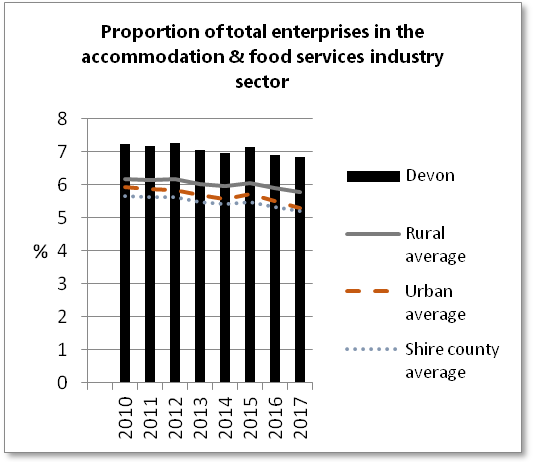 Proportion of total enterprises in the
accommodation & food services industry
sector
8
7
6
5
4
3
2
1
0
%
2010
2011
2012
2013
2014
2015
2016
2017
Devon
Rural
average
Urban
average
Shire county
average